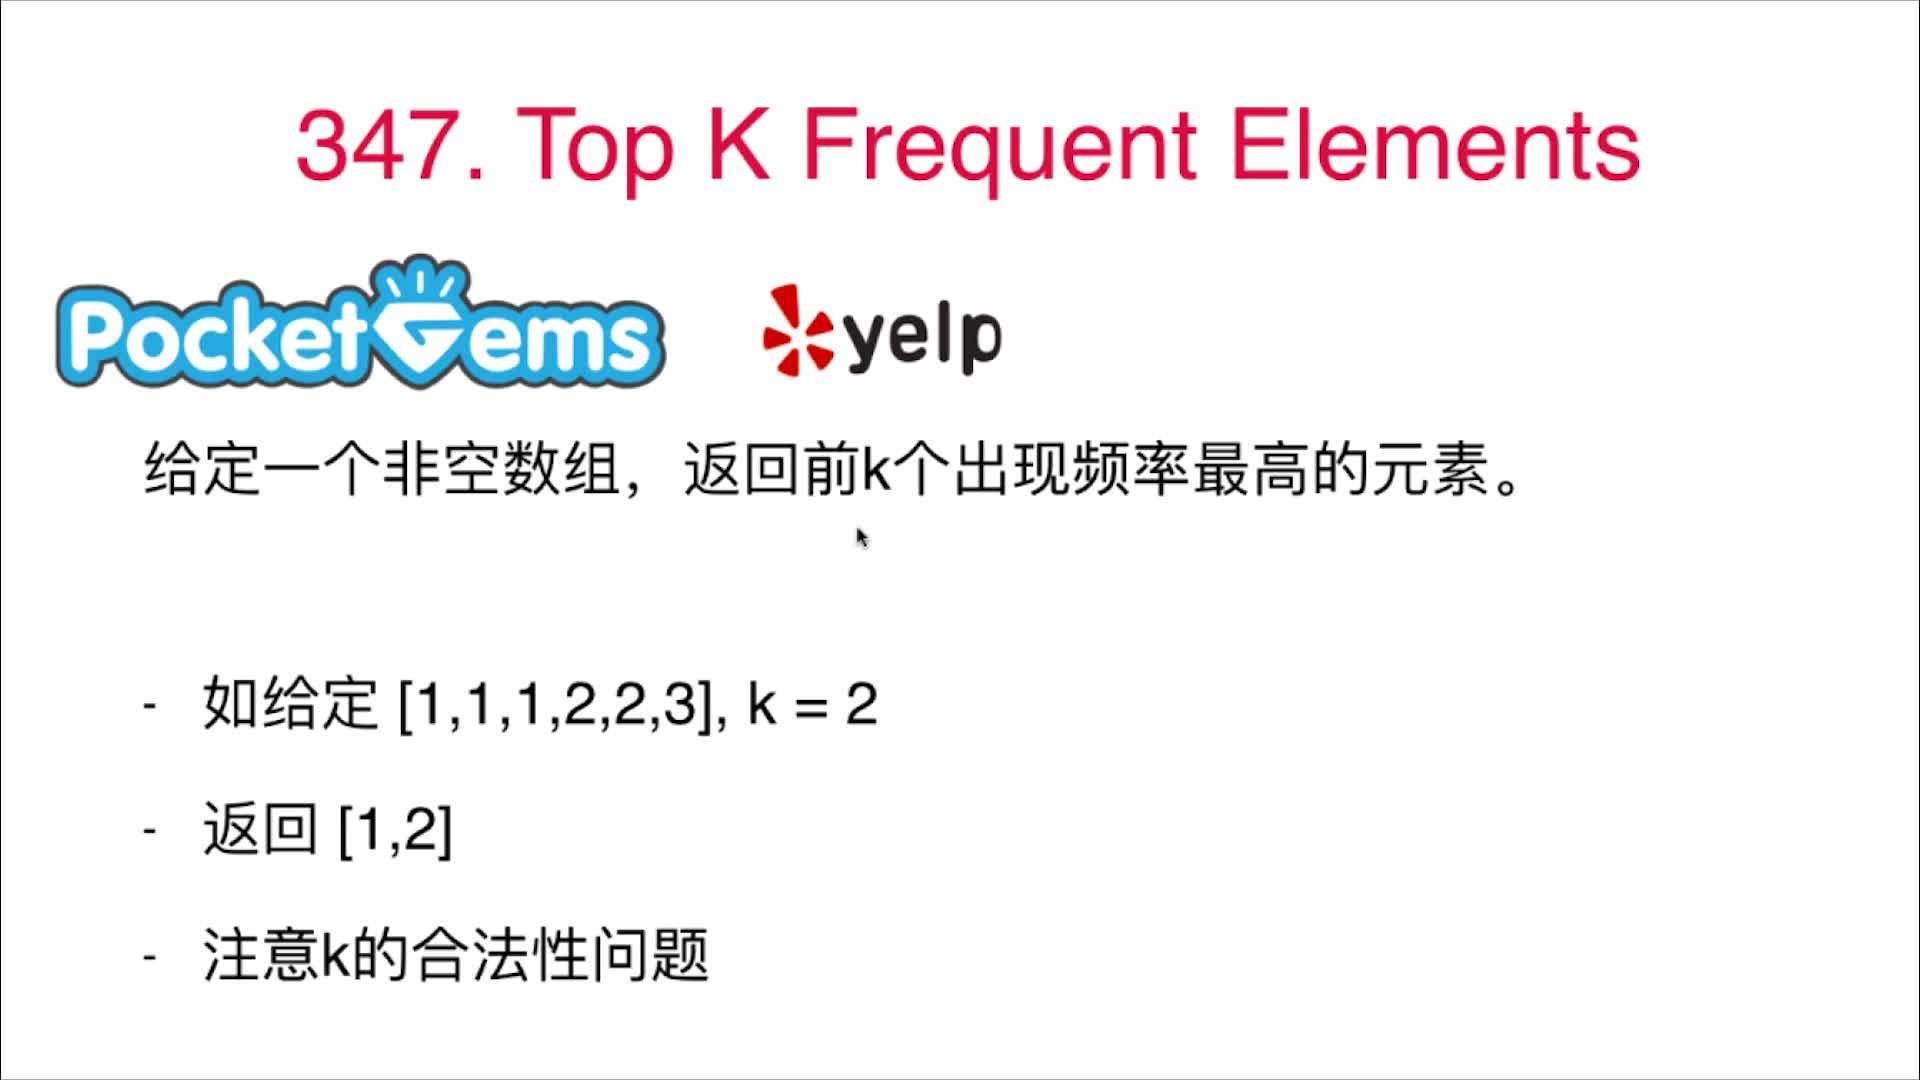 347. Top K Frequent Elements
PocketGems
yelp
给定一个非空数组，返回前k个出现频率最高的元素。
- 如给定 [1,1,1,2,2,3], k = 2
- 返回 [1,2]
- 注意k的合法性问题